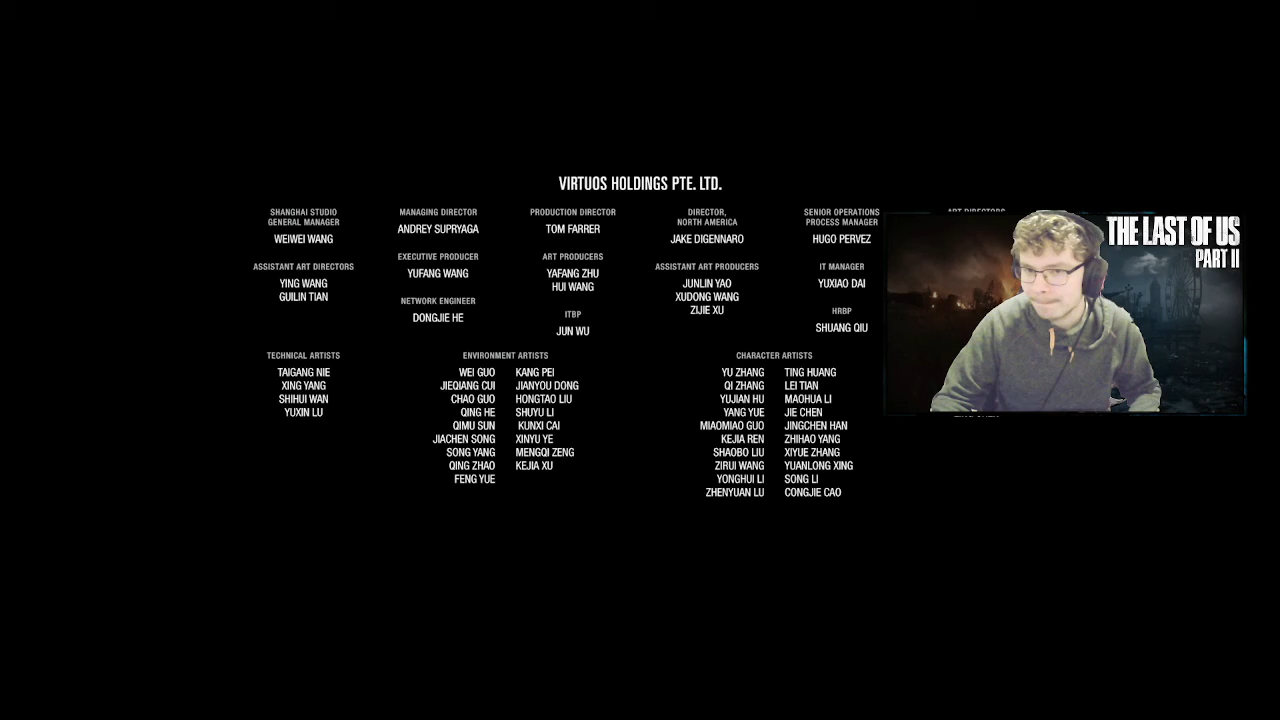 VIRTUOS HOLDINGS PTE. LTD.
SHANGHAI STUDIO
GENERAL MANAGER
WEIWEI WANG
ASSISTANT ART DIRECTORS
YING WANG
GUILIN TIAN
MANAGING DIRECTOR
ANDREY SUPRYAGA
EXECUTIVE PRODUCER
YUFANG WANG
NETWORK ENGINEER
DONGJIE HE
PRODUCTION DIRECTOR
TOM FARRER
ART PRODUCERS
YAFANG ZHU
HUI WANG
ITBP
JUN WU
DIRECTOR,
NORTH AMERICA
JAKE DIGENNARO
ASSISTANT ART PRODUCERS
JUNLIN YAO
XUDONG WANG
ZIJIE XU
SENIOR OPERATIONS
PROCESS MANAGER
HUGO PERVEZ
IT MANAGER
YUXIAO DAI
HRBP
SHUANG QIU
ART DIRECTORS
THE LAST OF US
PART II
TECHNICAL ARTISTS
TAIGANG NIE
XING YANG
SHIHUI WAN
YUXIN LU
ENVIRONMENT ARTISTS
WEI GUO KANG PEI
JIEQIANG CUI JIANYOU DONG
CHAO GUO HONGTAO LIU
QING HE SHUYU LI
QIMU SUN KUNXI CAI
JIACHEN SONG XINYU YE
SONG YANG MENGQI ZENG
QING ZHAO KEJIA XU
FENG YUE
CHARACTER ARTISTS
YU ZHANG TING HUANG
QI ZHANG LEI TIAN
YUJIAN HU MAOHUA LI
YANG YUE JIE CHEN
MIAOMIAO GUO JINGCHEN HAN
KEJIA REN ZHIHAO YANG
SHAOBO LIU XIYUE ZHANG
ZIRUI WANG YUANLONG XING
YONGHUI LI SONG LI
ZHENYUAN LU CONGJIE CAO